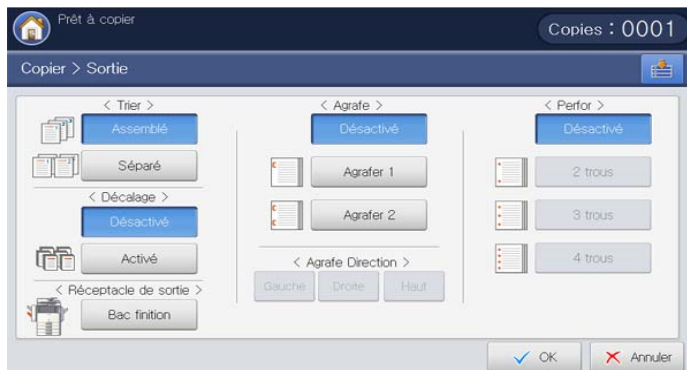 Prêt à copier
Copies : 0001
Copier > Sortie
< Trier >
Assemblé
Séparé
< Décalage >
Désactivé
Activé
< Réceptacle de sortie >
Bac finition
< Agrafe >
Désactivé
Agrafer 1
Agrafer 2
< Agrafe Direction >
Gauche Droite Haut
< Perfor >
Désactivé
2 trous
3 trous
4 trous
OK Annuler